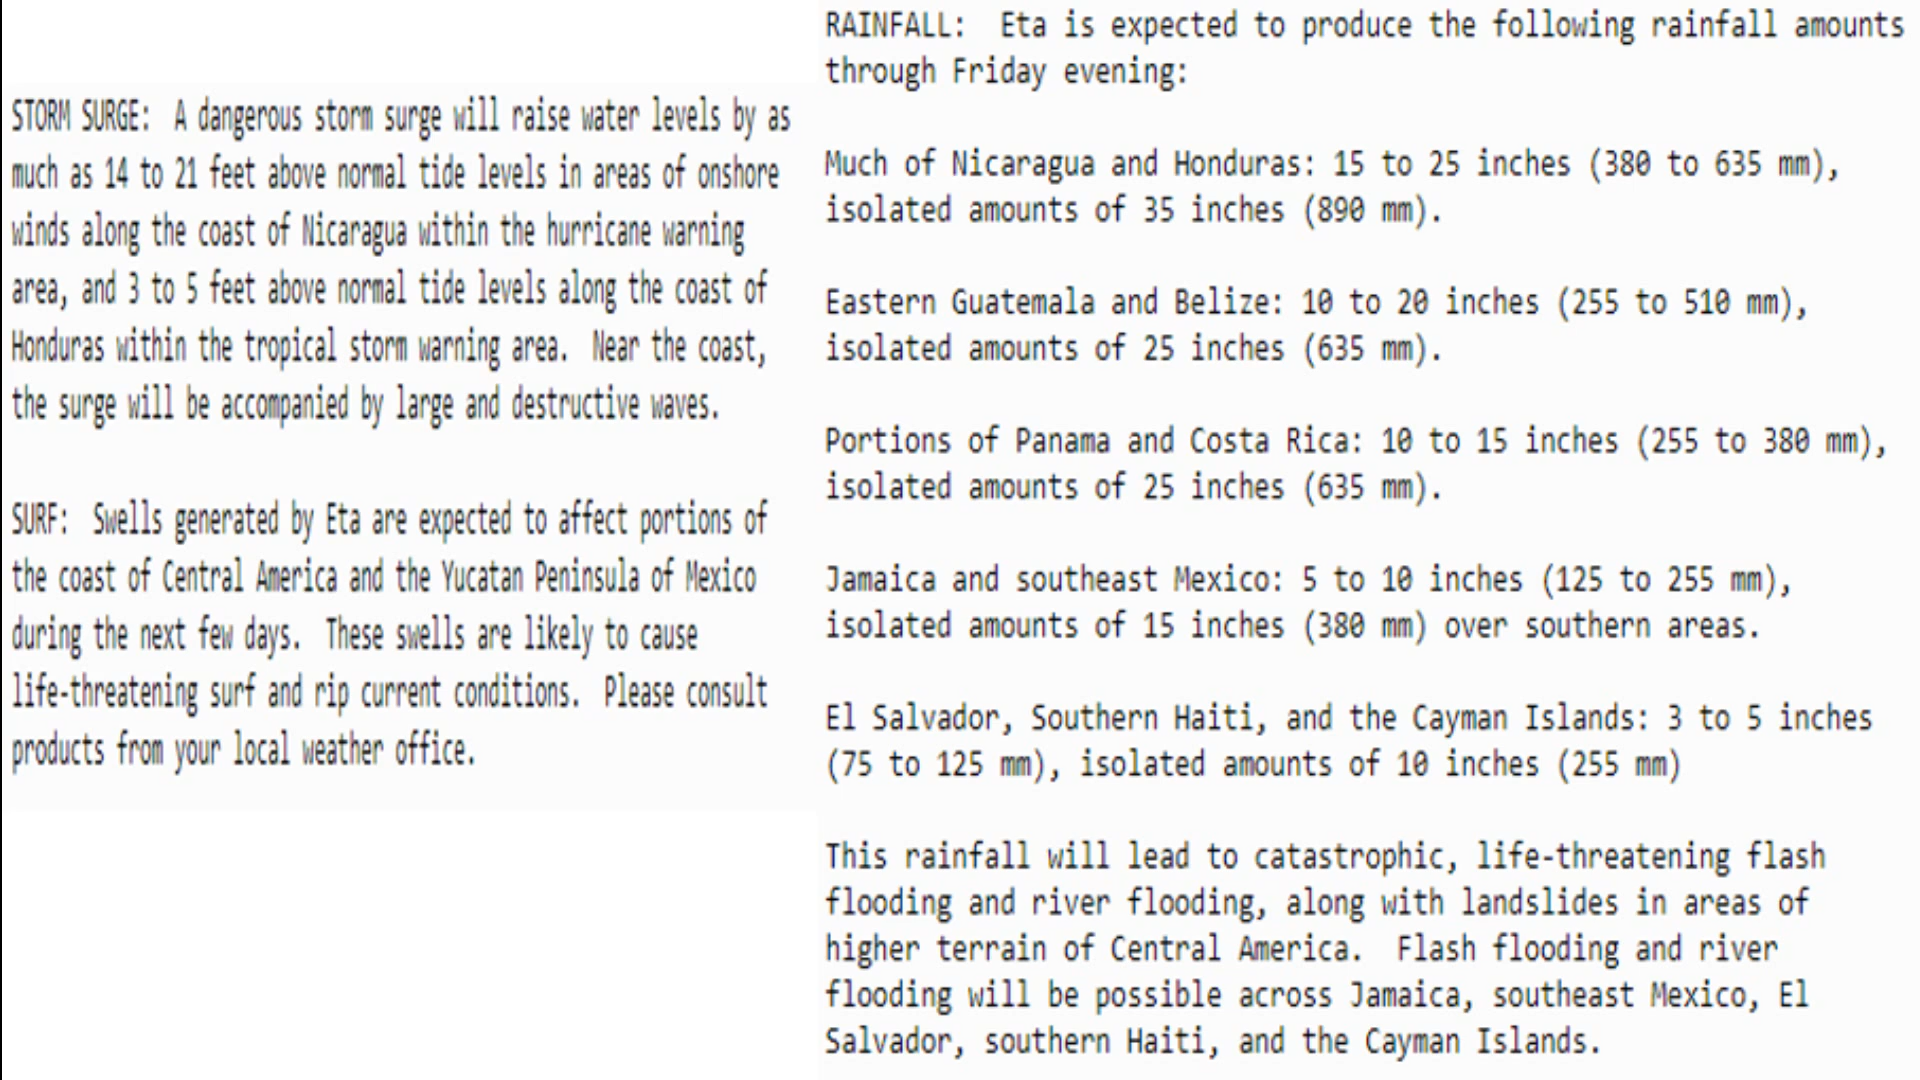 STORM SURGE:  A dangerous storm surge will raise water levels by as
much as 14 to 21 feet above normal tide levels in areas of onshore
winds along the coast of Nicaragua within the hurricane warning
area, and 3 to 5 feet above normal tide levels along the coast of
Honduras within the tropical storm warning area.  Near the coast,
the surge will be accompanied by large and destructive waves.

SURF:  Swells generated by Eta are expected to affect portions of
the coast of Central America and the Yucatan Peninsula of Mexico
during the next few days.  These swells are likely to cause
life-threatening surf and rip current conditions.  Please consult
products from your local weather office.

RAINFALL:  Eta is expected to produce the following rainfall amounts
through Friday evening:

Much of Nicaragua and Honduras: 15 to 25 inches (380 to 635 mm),
isolated amounts of 35 inches (890 mm).

Eastern Guatemala and Belize: 10 to 20 inches (255 to 510 mm),
isolated amounts of 25 inches (635 mm).

Portions of Panama and Costa Rica: 10 to 15 inches (255 to 380 mm),
isolated amounts of 25 inches (635 mm).

Jamaica and southeast Mexico: 5 to 10 inches (125 to 255 mm),
isolated amounts of 15 inches (380 mm) over southern areas.

El Salvador, Southern Haiti, and the Cayman Islands: 3 to 5 inches
(75 to 125 mm), isolated amounts of 10 inches (255 mm)

This rainfall will lead to catastrophic, life-threatening flash
flooding and river flooding, along with landslides in areas of
higher terrain of Central America.  Flash flooding and river
flooding will be possible across Jamaica, southeast Mexico, El
Salvador, southern Haiti, and the Cayman Islands.